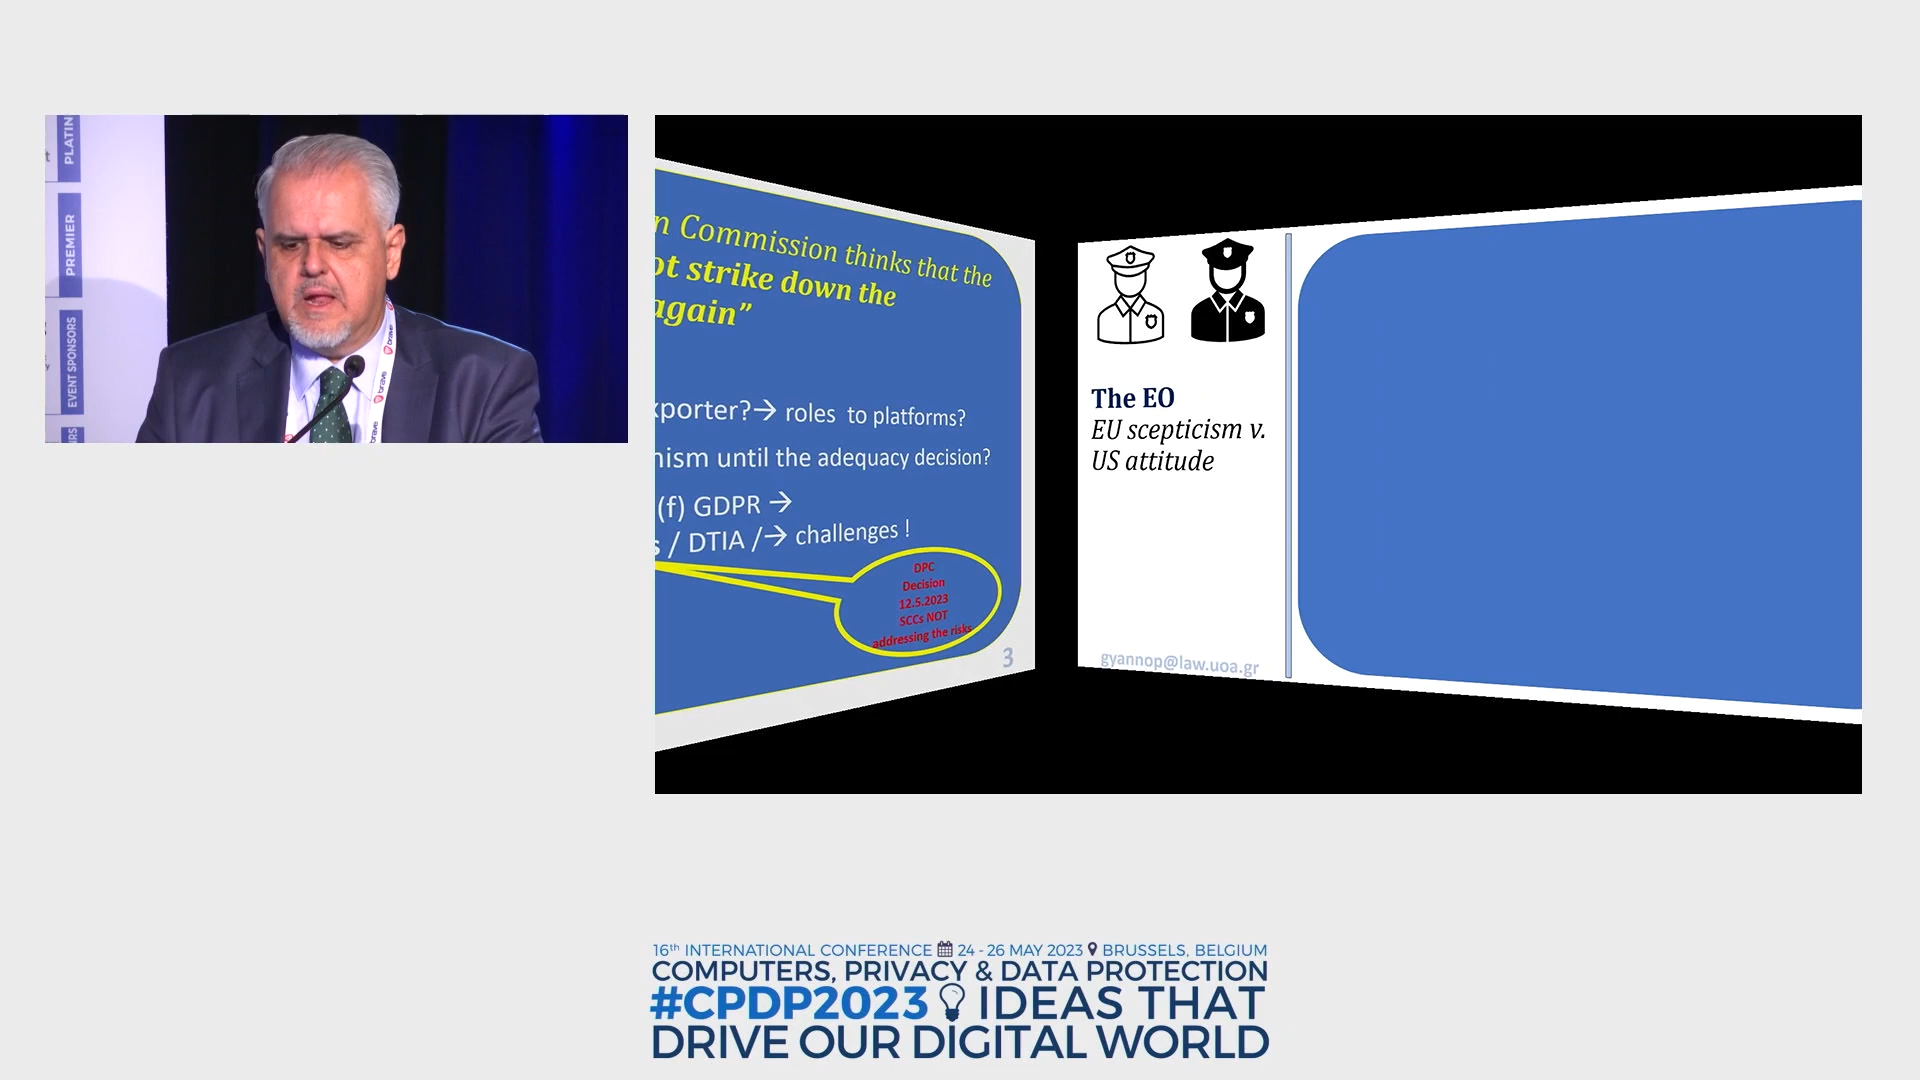 PLATIN
PREMIER
EVENT SPONSORS
brave
brave
brave
n Commission thinks that the
ot strike down the
again”
xporter?→ roles to platforms?
nism until the adequacy decision?
(f) GDPR →
s / DTIA /→ challenges !
DPC
Decision
12.5.2023
SCCs NOT
addressing the risks
3
The EO
EU scepticism v.
US attitude
gyannop@law.uoa.gr
16th INTERNATIONAL CONFERENCE 24 - 26 MAY 2023 BRUSSELS, BELGIUM
COMPUTERS, PRIVACY & DATA PROTECTION
#CPDP2023 IDEAS THAT
DRIVE OUR DIGITAL WORLD